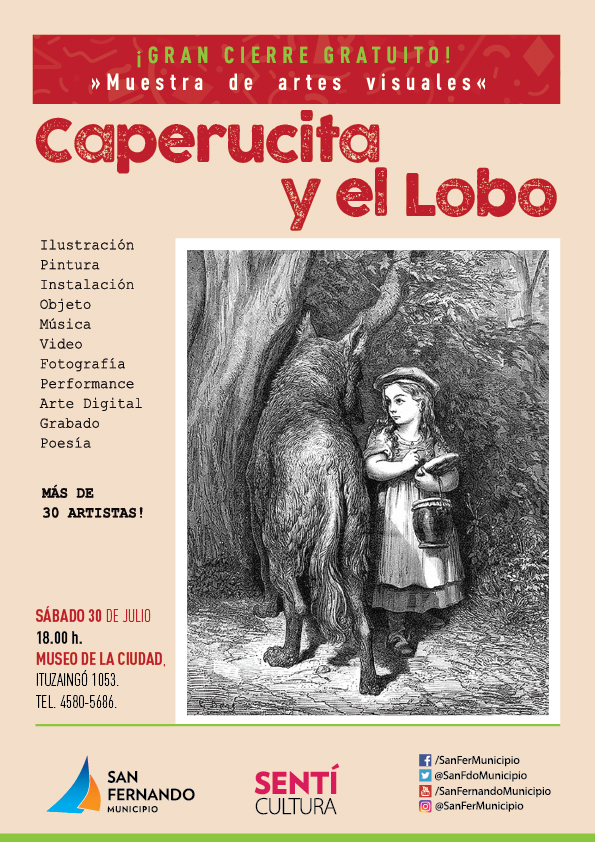 ¡GRAN CIERRE GRATUITO!
»Muestra de artes visuales«
Caperucita
y el Lobo
Ilustración
Pintura
Instalación
Objeto
Música
Video
Fotografía
Performance
Arte Digital
Grabado
Poesía
MÁS DE
30 ARTISTAS!
SÁBADO 30 DE JULIO
18.00 h.
MUSEO DE LA CIUDAD,
ITUZAINGÓ 1053.
TEL. 4580-5686.
G. Doré
SAN
FERNANDO
MUNICIPIO
SENTÍ
CULTURA
/SanFerMunicipio
@SanFdoMunicipio
/SanFernandoMunicipio
@SanFerMunicipio